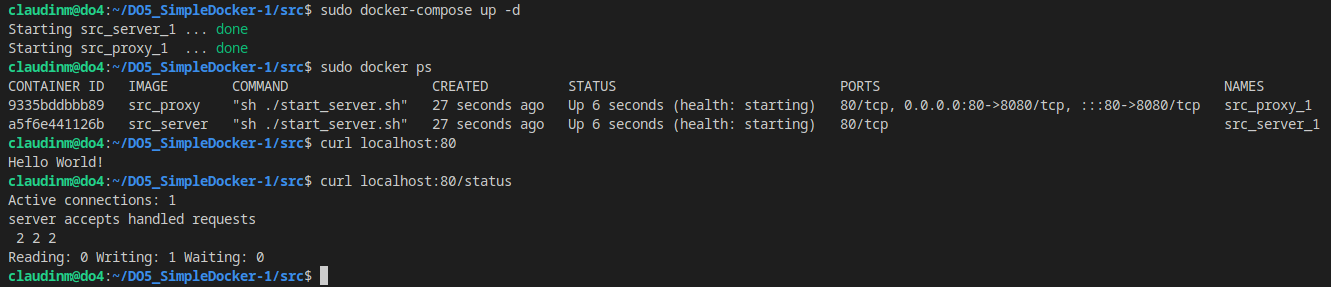 claudinm@do4:~/DO5_SimpleDocker-1/src$ sudo docker-compose up -d
Starting src_server_1 ... done
Starting src_proxy_1  ... done
claudinm@do4:~/DO5_SimpleDocker-1/src$ sudo docker ps
CONTAINER ID   IMAGE        COMMAND                  CREATED          STATUS                            PORTS                                           NAMES
9335bddbbb89   src_proxy    "sh ./start_server.sh"   27 seconds ago   Up 6 seconds (health: starting)   80/tcp, 0.0.0.0:80->8080/tcp, :::80->8080/tcp   src_proxy_1
a5f6e441126b   src_server   "sh ./start_server.sh"   27 seconds ago   Up 6 seconds (health: starting)   80/tcp                                          src_server_1
claudinm@do4:~/DO5_SimpleDocker-1/src$ curl localhost:80
Hello World!
claudinm@do4:~/DO5_SimpleDocker-1/src$ curl localhost:80/status
Active connections: 1
server accepts handled requests
 2 2 2
Reading: 0 Writing: 1 Waiting: 0
claudinm@do4:~/DO5_SimpleDocker-1/src$